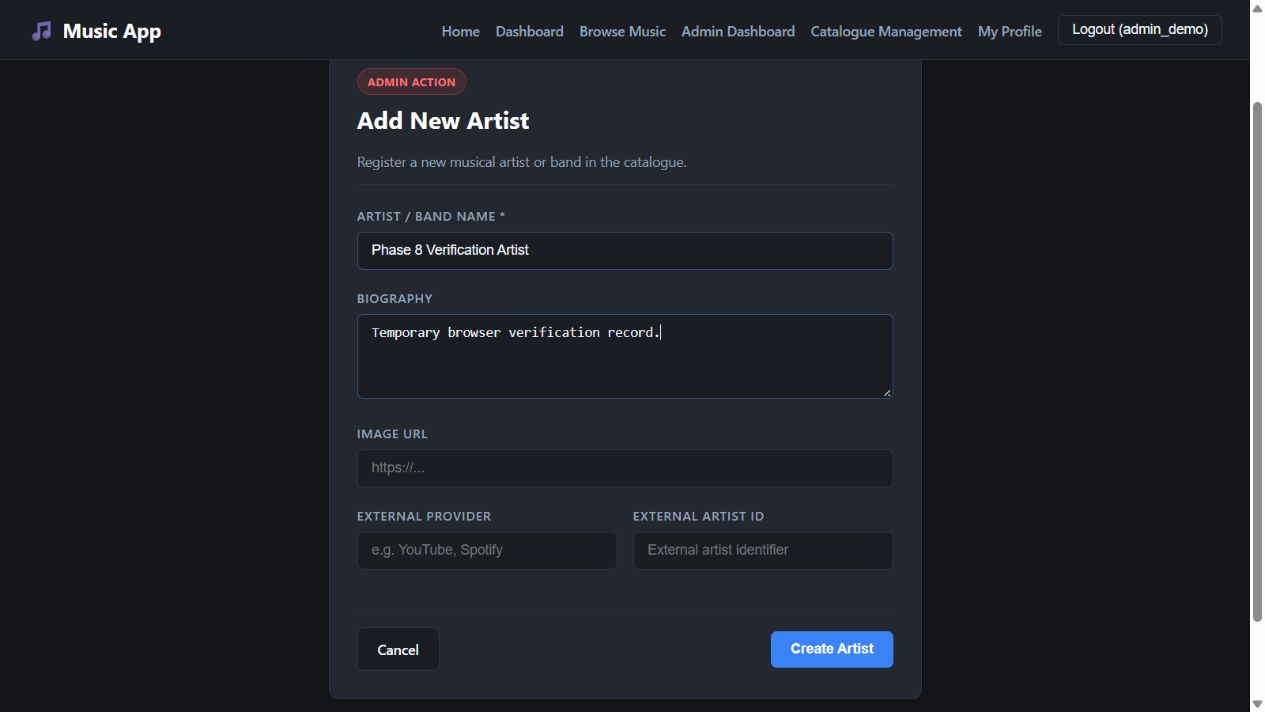 Music App
Home Dashboard Browse Music Admin Dashboard Catalogue Management My Profile Logout (admin_demo)
ADMIN ACTION
Add New Artist
Register a new musical artist or band in the catalogue.
ARTIST / BAND NAME *
Phase 8 Verification Artist
BIOGRAPHY
Temporary browser verification record.
IMAGE URL
https://...
EXTERNAL PROVIDER EXTERNAL ARTIST ID
e.g. YouTube, Spotify External artist identifier
Cancel Create Artist